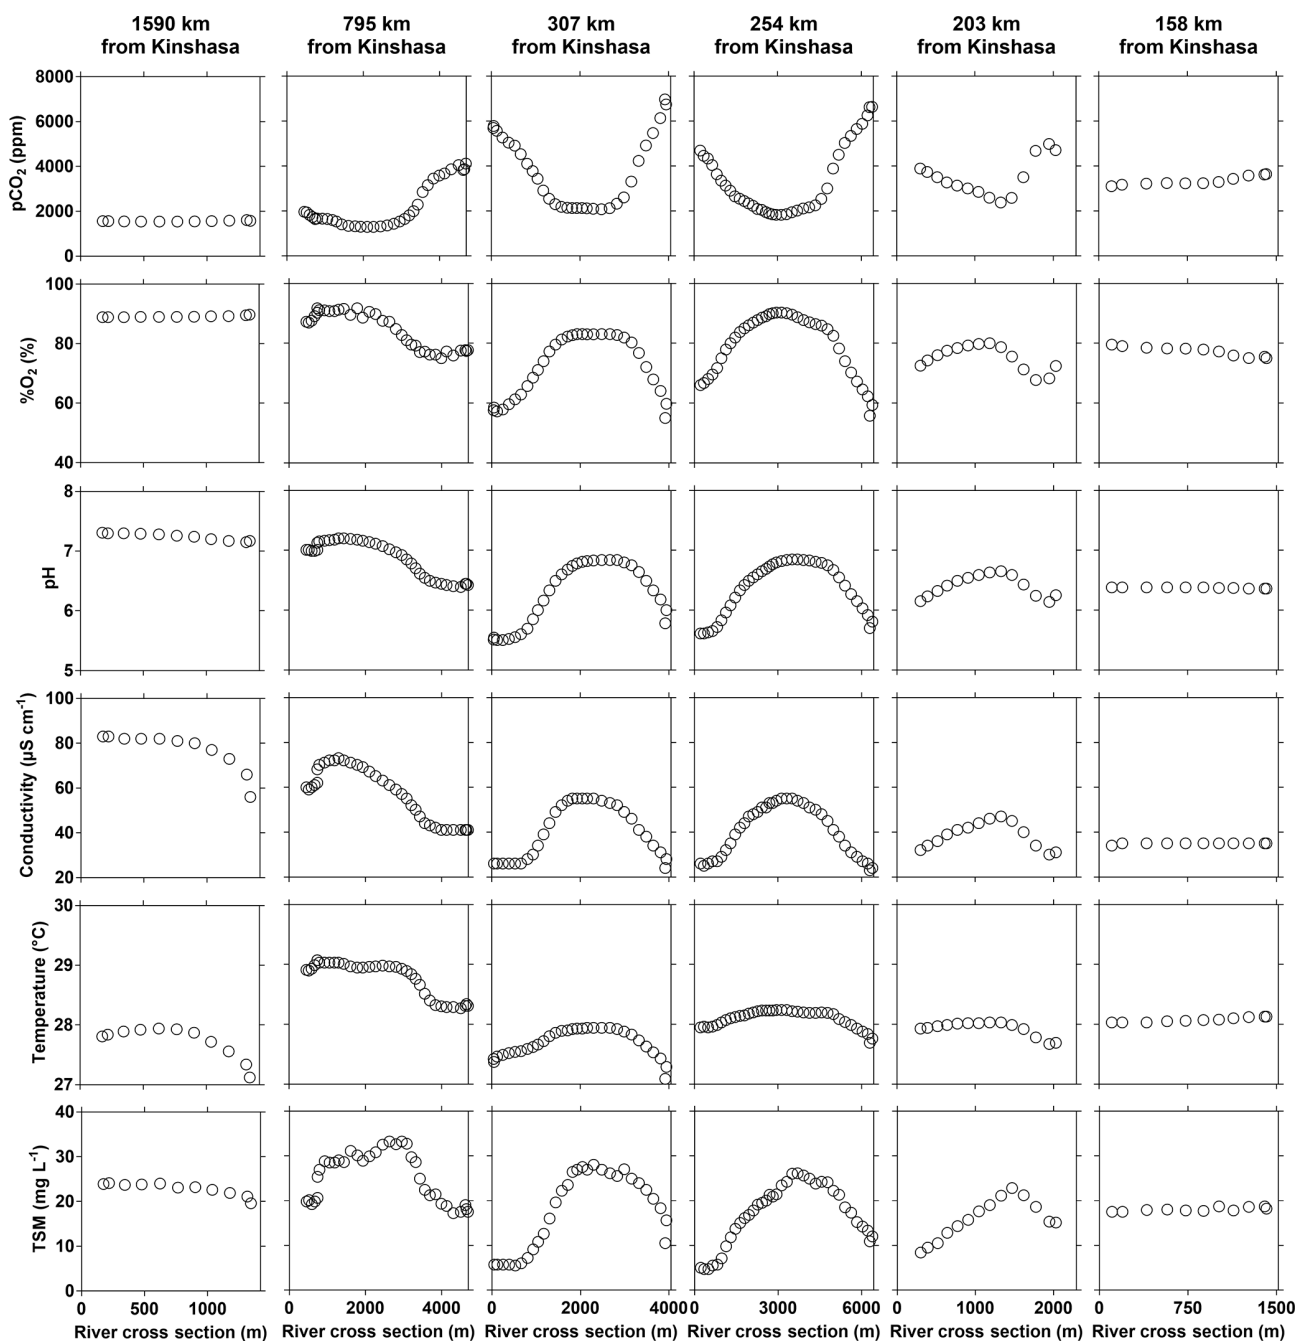 1590 km
from Kinshasa
795 km
from Kinshasa
307 km
from Kinshasa
254 km
from Kinshasa
203 km
from Kinshasa
158 km
from Kinshasa
pCO₂ (ppm)
8000
6000
4000
2000
0
%O₂ (%)
100
80
60
40
pH
8
7
6
5
Conductivity (µS cm⁻¹)
100
80
60
40
20
Temperature (°C)
30
29
28
27
TSM (mg L⁻¹)
40
30
20
10
0
0 500 1000
0 2000 4000
0 2000 4000
0 3000 6000
0 1000 2000
0 750 1500
River cross section (m)
River cross section (m)
River cross section (m)
River cross section (m)
River cross section (m)
River cross section (m)